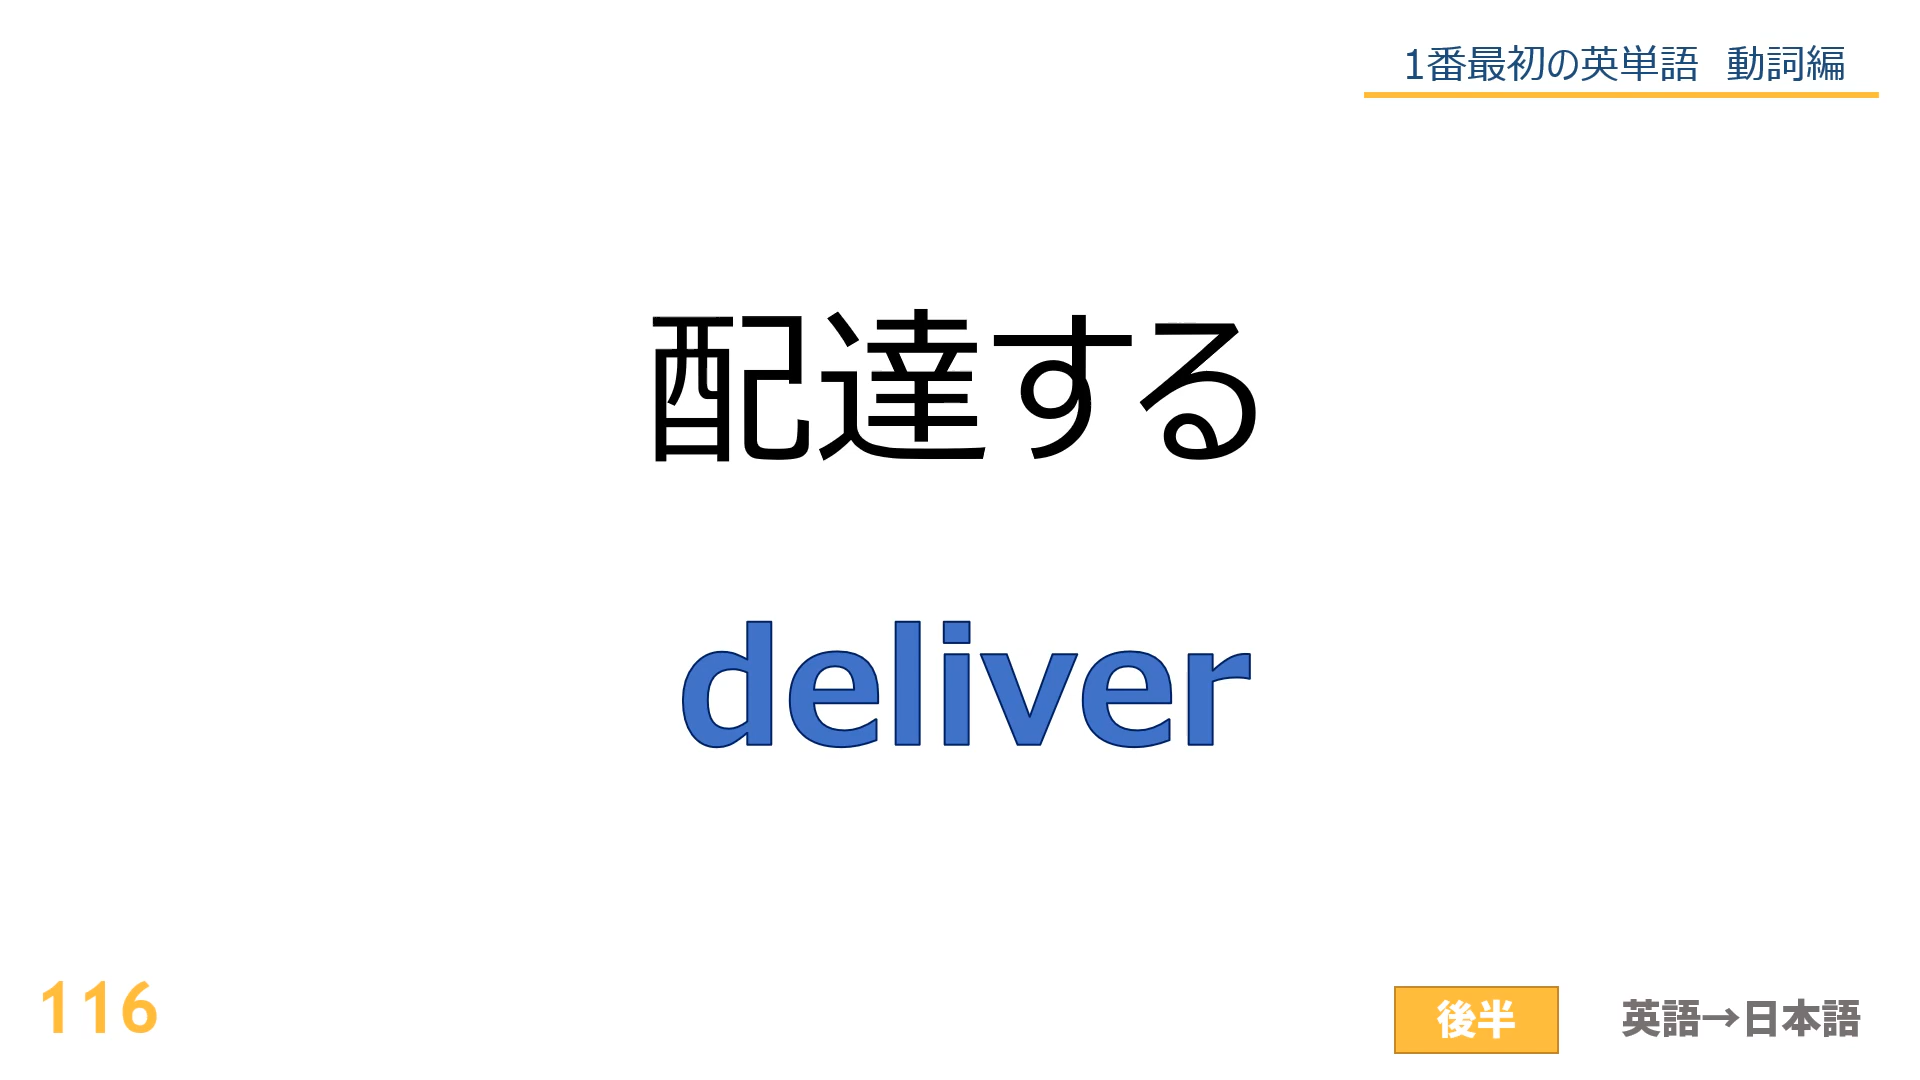 1番最初の英単語　動詞編
配達する
deliver
116
後半
英語→日本語